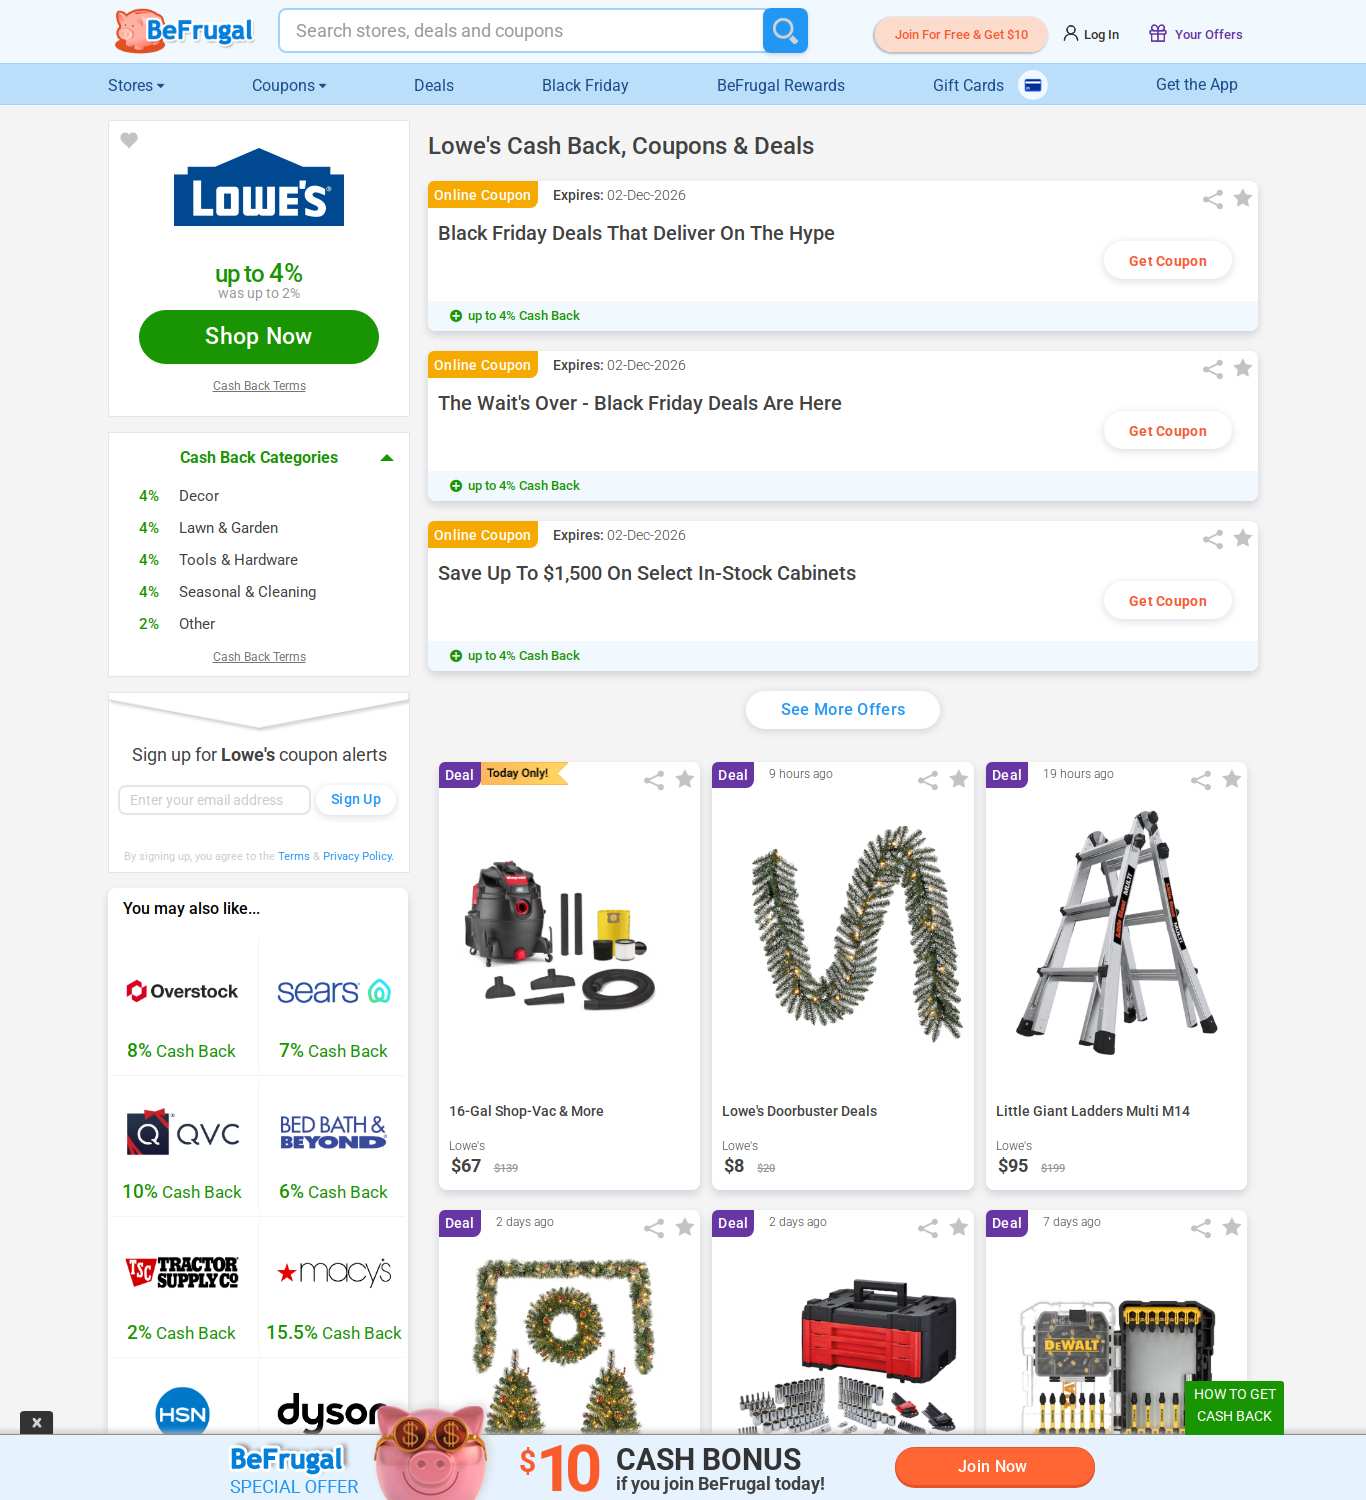 BeFrugal
Search stores, deals and coupons
Join For Free & Get $10
Log In
Your Offers
Stores
Coupons
Deals
Black Friday
BeFrugal Rewards
Gift Cards
Get the App
LOWE'S
up to 4%
was up to 2%
Shop Now
Cash Back Terms
Cash Back Categories
4% Decor
4% Lawn & Garden
4% Tools & Hardware
4% Seasonal & Cleaning
2% Other
Cash Back Terms
Sign up for Lowe's coupon alerts
Enter your email address
Sign Up
By signing up, you agree to the Terms & Privacy Policy.
You may also like...
Overstock
sears
8% Cash Back
7% Cash Back
QVC
BED BATH &
BEYOND
10% Cash Back
6% Cash Back
TSC TRACTOR
SUPPLY CO
macy's
2% Cash Back
15.5% Cash Back
HSN
dyson
Lowe's Cash Back, Coupons & Deals
Online Coupon
Expires: 02-Dec-2026
Black Friday Deals That Deliver On The Hype
Get Coupon
up to 4% Cash Back
Online Coupon
Expires: 02-Dec-2026
The Wait's Over - Black Friday Deals Are Here
Get Coupon
up to 4% Cash Back
Online Coupon
Expires: 02-Dec-2026
Save Up To $1,500 On Select In-Stock Cabinets
Get Coupon
up to 4% Cash Back
See More Offers
Deal
Today Only!
16-Gal Shop-Vac & More
Lowe's
$67 $139
Deal
9 hours ago
Lowe's Doorbuster Deals
Lowe's
$8 $20
Deal
19 hours ago
MULTI
Little Giant Ladders Multi M14
Lowe's
$95 $199
Deal
2 days ago
Deal
2 days ago
Deal
7 days ago
DEWALT
HOW TO GET
CASH BACK
x
BeFrugal
SPECIAL OFFER
$10
CASH BONUS
if you join BeFrugal today!
Join Now